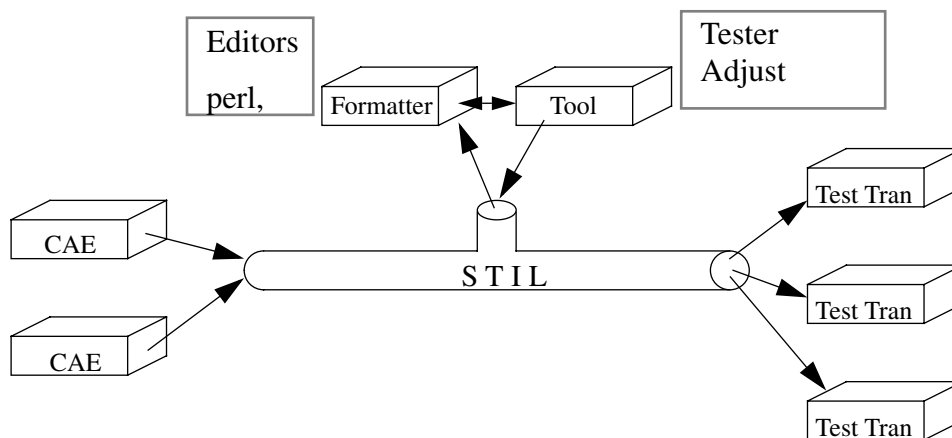 Editors
perl,
Formatter
Tool
Tester
Adjust
Test Tran
CAE
S T I L
Test Tran
CAE
Test Tran